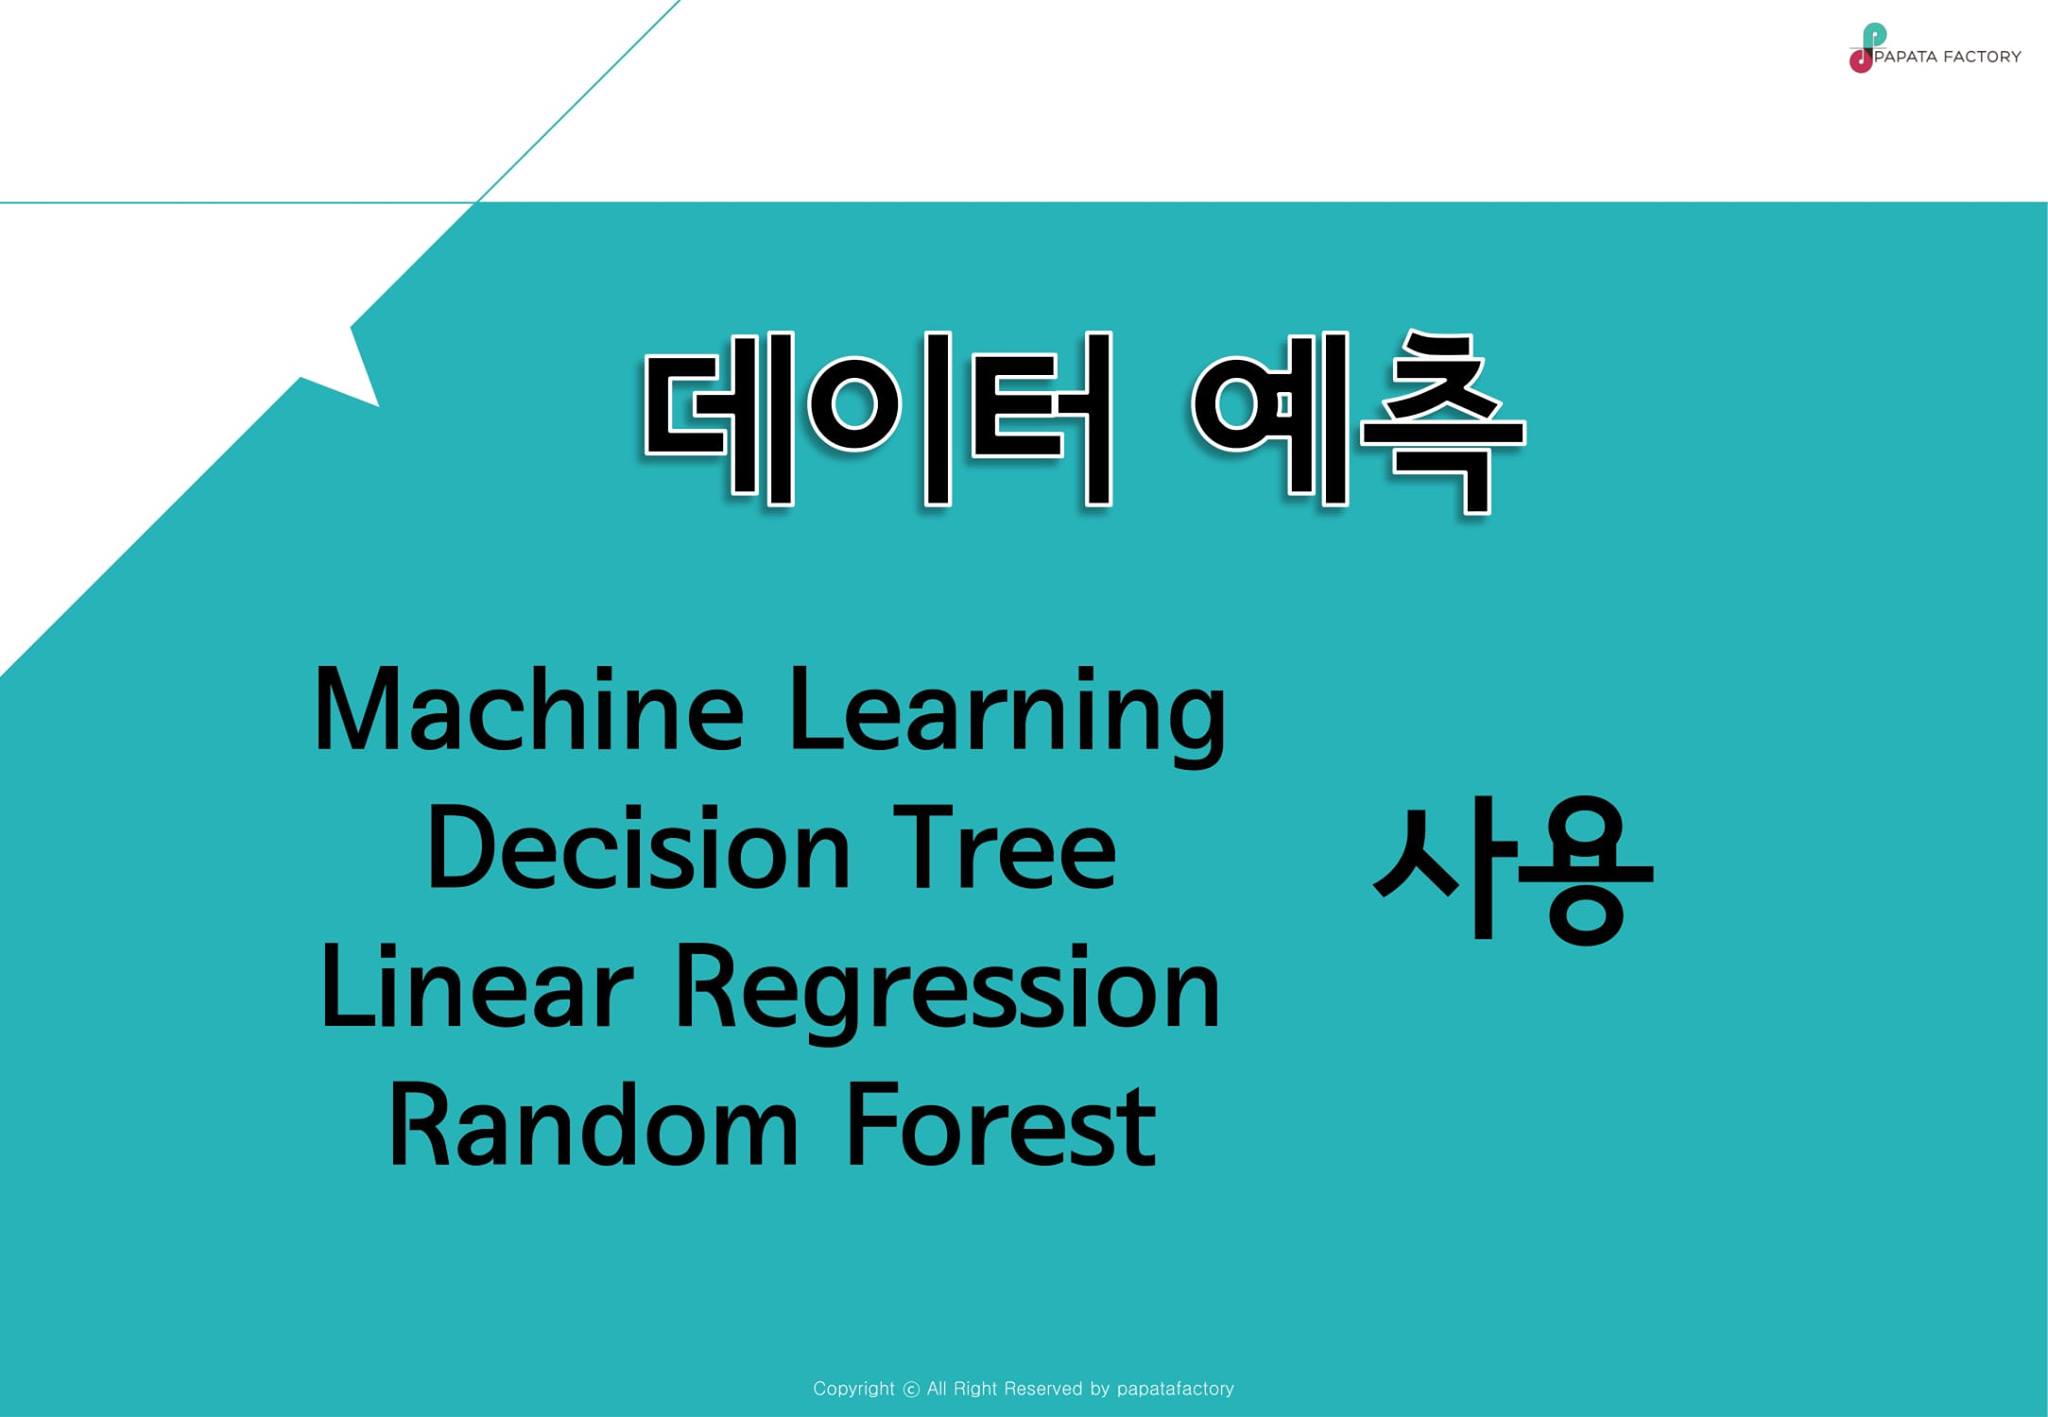 PAPATA FACTORY
데이터 예측
Machine Learning
Decision Tree
Linear Regression
Random Forest
사용
Copyright ⓒ All Right Reserved by papatafactory